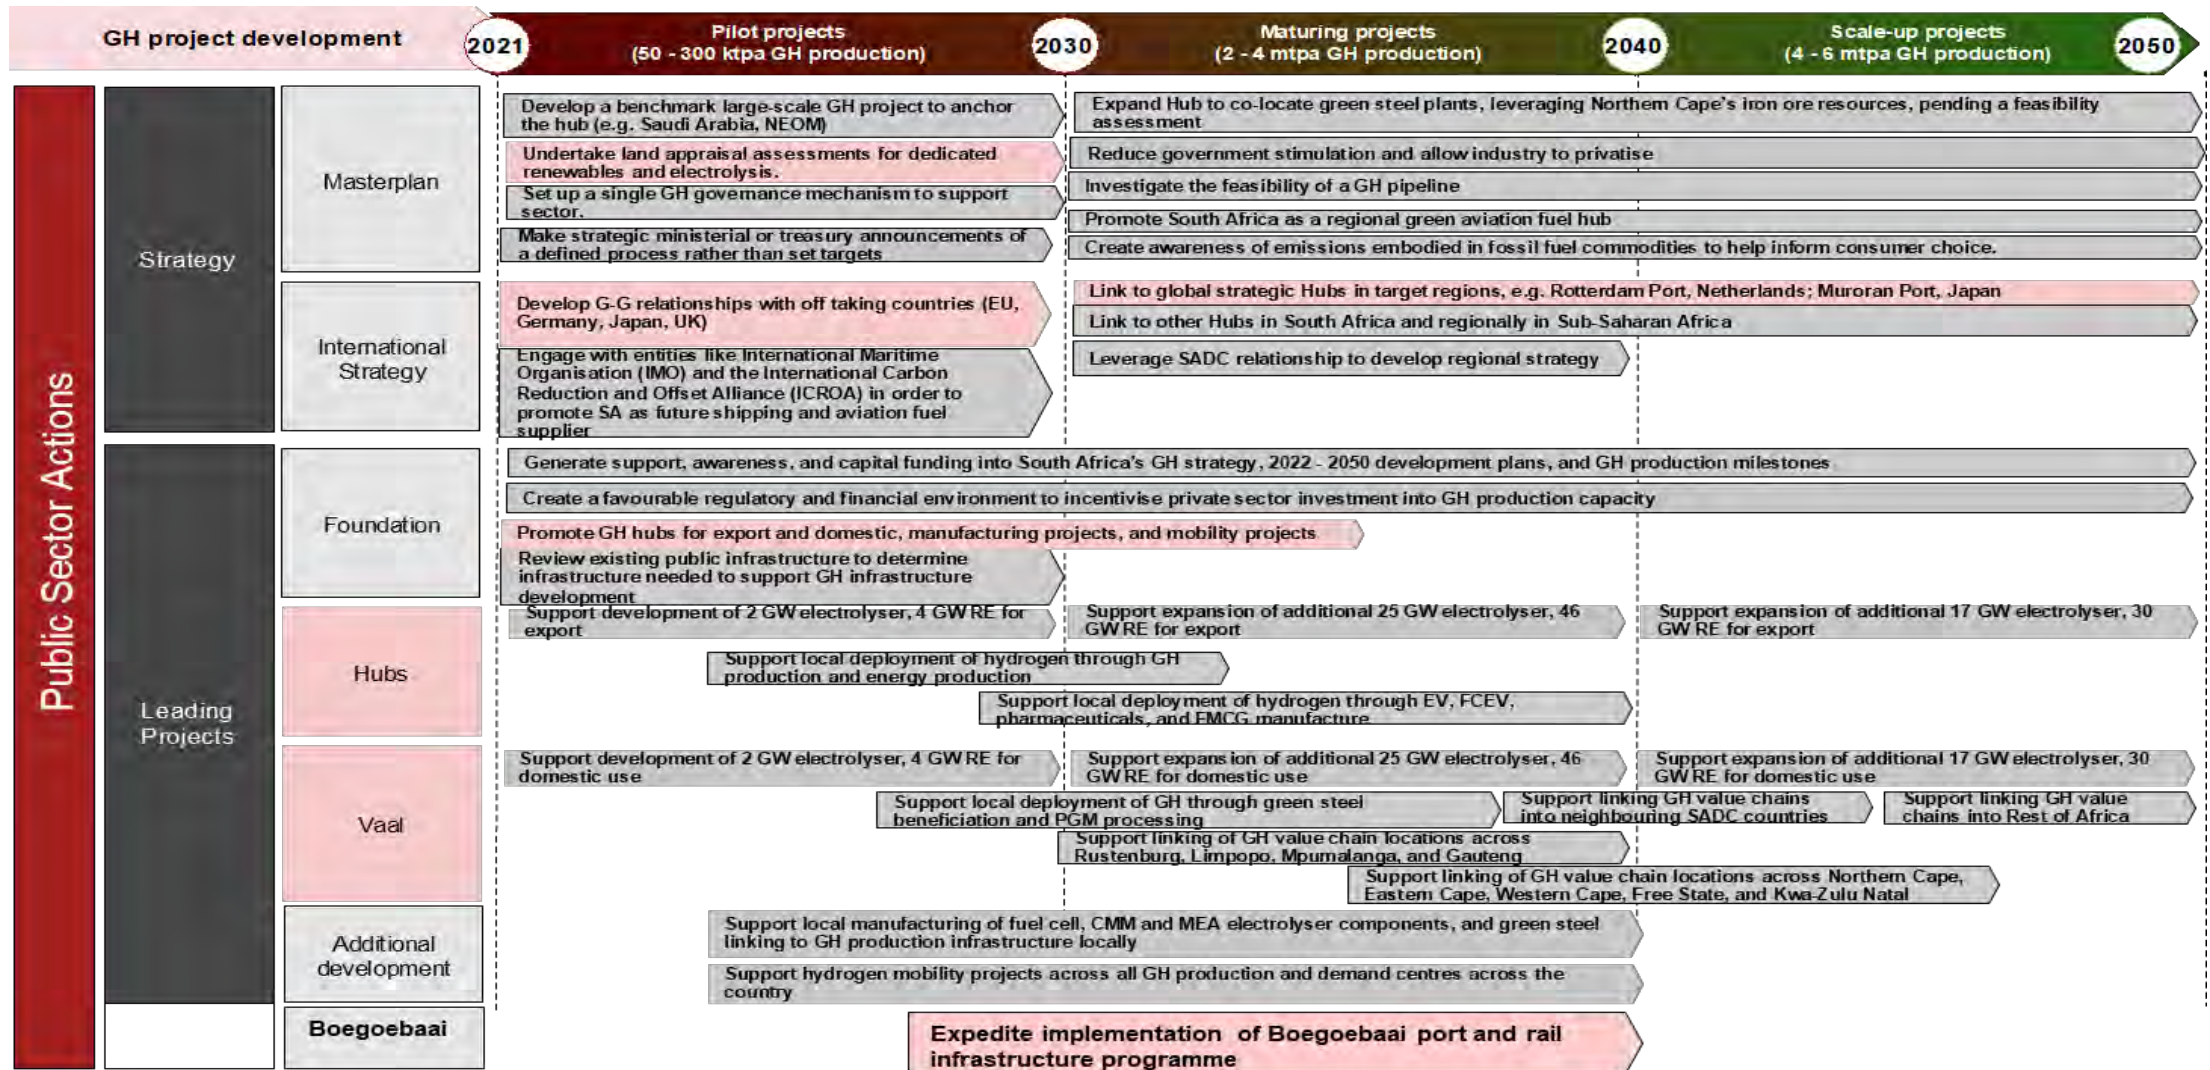 GH project development
2021
Pilot projects
(50 - 300 ktpa GH production)
2030
Maturing projects
(2 - 4 mtpa GH production)
2040
Scale-up projects
(4 - 6 mtpa GH production)
2050
Public Sector Actions
Strategy
Masterplan
Develop a benchmark large-scale GH project to anchor
the hub (e.g. Saudi Arabia, NEOM)
Undertake land appraisal assessments for dedicated
renewables and electrolysis.
Set up a single GH governance mechanism to support
sector.
Make strategic ministerial or treasury announcements of
a defined process rather than set targets
Expand Hub to co-locate green steel plants, leveraging Northern Cape's iron ore resources, pending a feasibility
assessment
Reduce government stimulation and allow industry to privatise
Investigate the feasibility of a GH pipeline
Promote South Africa as a regional green aviation fuel hub
Create awareness of emissions embodied in fossil fuel commodities to help inform consumer choice.
International
Strategy
Develop G-G relationships with off taking countries (EU,
Germany, Japan, UK)
Engage with entities like International Maritime
Organisation (IMO) and the International Carbon
Reduction and Offset Alliance (ICROA) in order to
promote SA as future shipping and aviation fuel
supplier
Link to global strategic Hubs in target regions, e.g. Rotterdam Port, Netherlands; Muroran Port, Japan
Link to other Hubs in South Africa and regionally in Sub-Saharan Africa
Leverage SADC relationship to develop regional strategy
Leading
Projects
Foundation
Generate support, awareness, and capital funding into South Africa's GH strategy, 2022 - 2050 development plans, and GH production milestones
Create a favourable regulatory and financial environment to incentivise private sector investment into GH production capacity
Promote GH hubs for export and domestic, manufacturing projects, and mobility projects
Review existing public infrastructure to determine
infrastructure needed to support GH infrastructure
development
Hubs
Support development of 2 GW electrolyser, 4 GW RE for
export
Support expansion of additional 25 GW electrolyser, 46
GW RE for export
Support expansion of additional 17 GW electrolyser, 30
GW RE for export
Support local deployment of hydrogen through GH
production and energy production
Support local deployment of hydrogen through EV, FCEV,
pharmaceuticals, and FMCG manufacture
Vaal
Support development of 2 GW electrolyser, 4 GW RE for
domestic use
Support expansion of additional 25 GW electrolyser, 46
GW RE for domestic use
Support expansion of additional 17 GW electrolyser, 30
GW RE for domestic use
Support local deployment of GH through green steel
beneficiation and PGM processing
Support linking GH value chains
into neighbouring SADC countries
Support linking GH value
chains into Rest of Africa
Support linking of GH value chain locations across
Rustenburg, Limpopo, Mpumalanga, and Gauteng
Support linking of GH value chain locations across Northern Cape,
Eastern Cape, Western Cape, Free State, and Kwa-Zulu Natal
Additional
development
Support local manufacturing of fuel cell, CMM and MEA electrolyser components, and green steel
linking to GH production infrastructure locally
Support hydrogen mobility projects across all GH production and demand centres across the
country
Boegoebaai
Expedite implementation of Boegoebaai port and rail
infrastructure programme